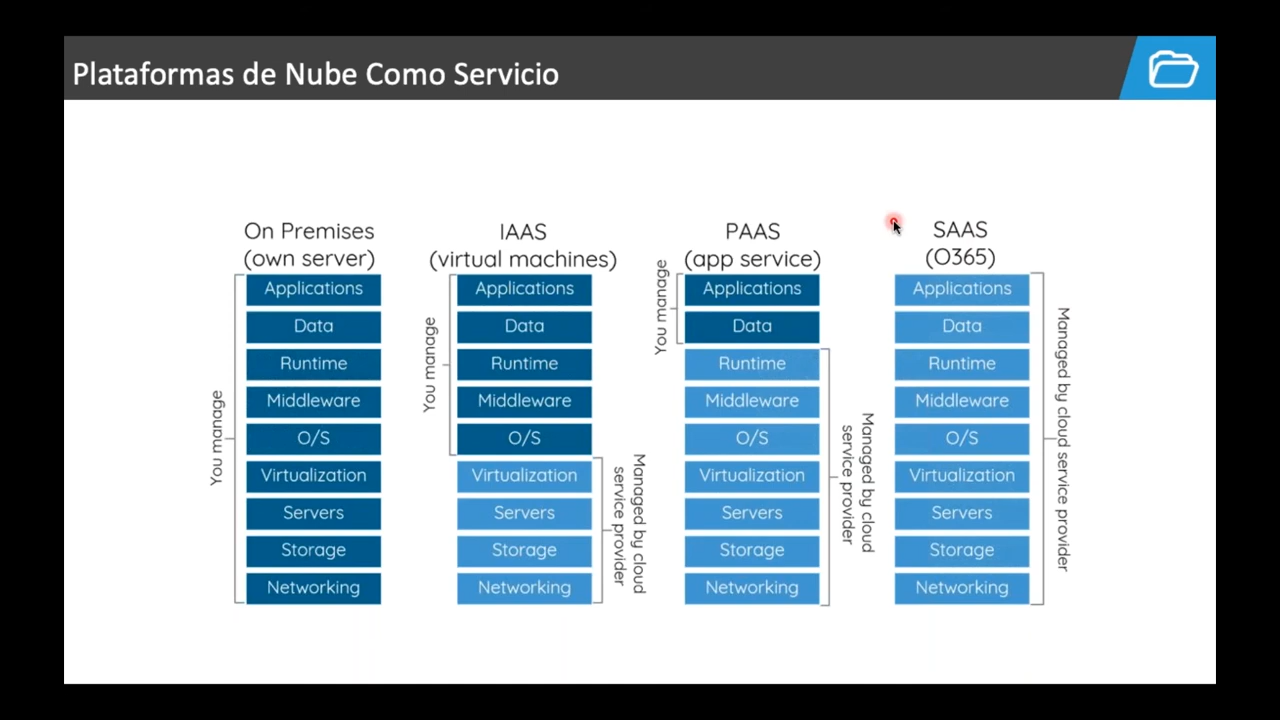 Plataformas de Nube Como Servicio
On Premises
(own server)
You manage
Applications
Data
Runtime
Middleware
O/S
Virtualization
Servers
Storage
Networking
IAAS
(virtual machines)
You manage
Applications
Data
Runtime
Middleware
O/S
Virtualization
Servers
Storage
Networking
Managed by cloud
service provider
PAAS
(app service)
You manage
Applications
Data
Runtime
Middleware
O/S
Virtualization
Servers
Storage
Networking
Managed by cloud
service provider
SAAS
(O365)
Applications
Data
Runtime
Middleware
O/S
Virtualization
Servers
Storage
Networking
Managed by cloud service provider